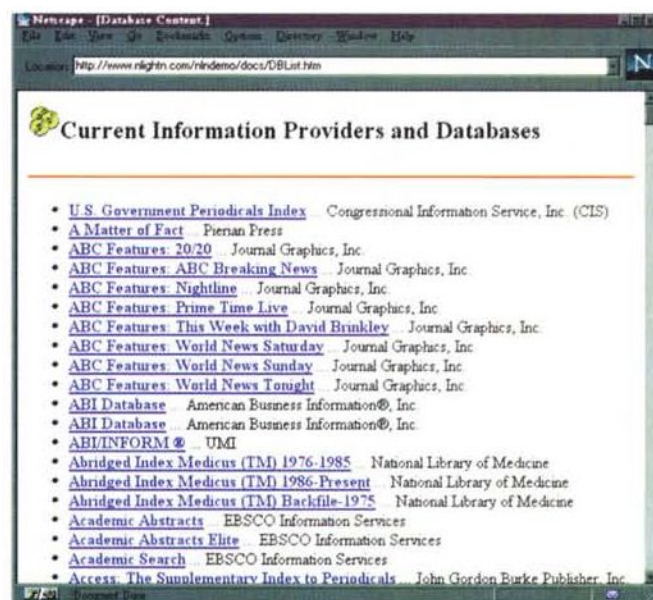 Netscape - [Database Content.]
File Edit View Go Bookmarks Options Directory Window Help
Location: http://www.nlightn.com/nlndemo/docs/DBList.htm
N
Current Information Providers and Databases
U.S. Government Periodicals Index ... Congressional Information Service, Inc. (CIS)
A Matter of Fact ... Pierian Press
ABC Features: 20/20 ... Journal Graphics, Inc.
ABC Features: ABC Breaking News ... Journal Graphics, Inc.
ABC Features: Nightline ... Journal Graphics, Inc.
ABC Features: Prime Time Live ... Journal Graphics, Inc.
ABC Features: This Week with David Brinkley ... Journal Graphics, Inc.
ABC Features: World News Saturday ... Journal Graphics, Inc.
ABC Features: World News Sunday ... Journal Graphics, Inc.
ABC Features: World News Tonight ... Journal Graphics, Inc.
ABI Database ... American Business Information®, Inc.
ABI Database ... American Business Information®, Inc.
ABI/INFORM ® ... UMI
Abridged Index Medicus (TM) 1976-1985 ... National Library of Medicine
Abridged Index Medicus (TM) 1986-Present ... National Library of Medicine
Abridged Index Medicus (TM) Backfile-1975 ... National Library of Medicine
Academic Abstracts ... EBSCO Information Services
Academic Abstracts Elite ... EBSCO Information Services
Academic Search ... EBSCO Information Services
Access: The Supplementary Index to Periodicals ... John Gordon Burke Publisher, Inc.
Document Done